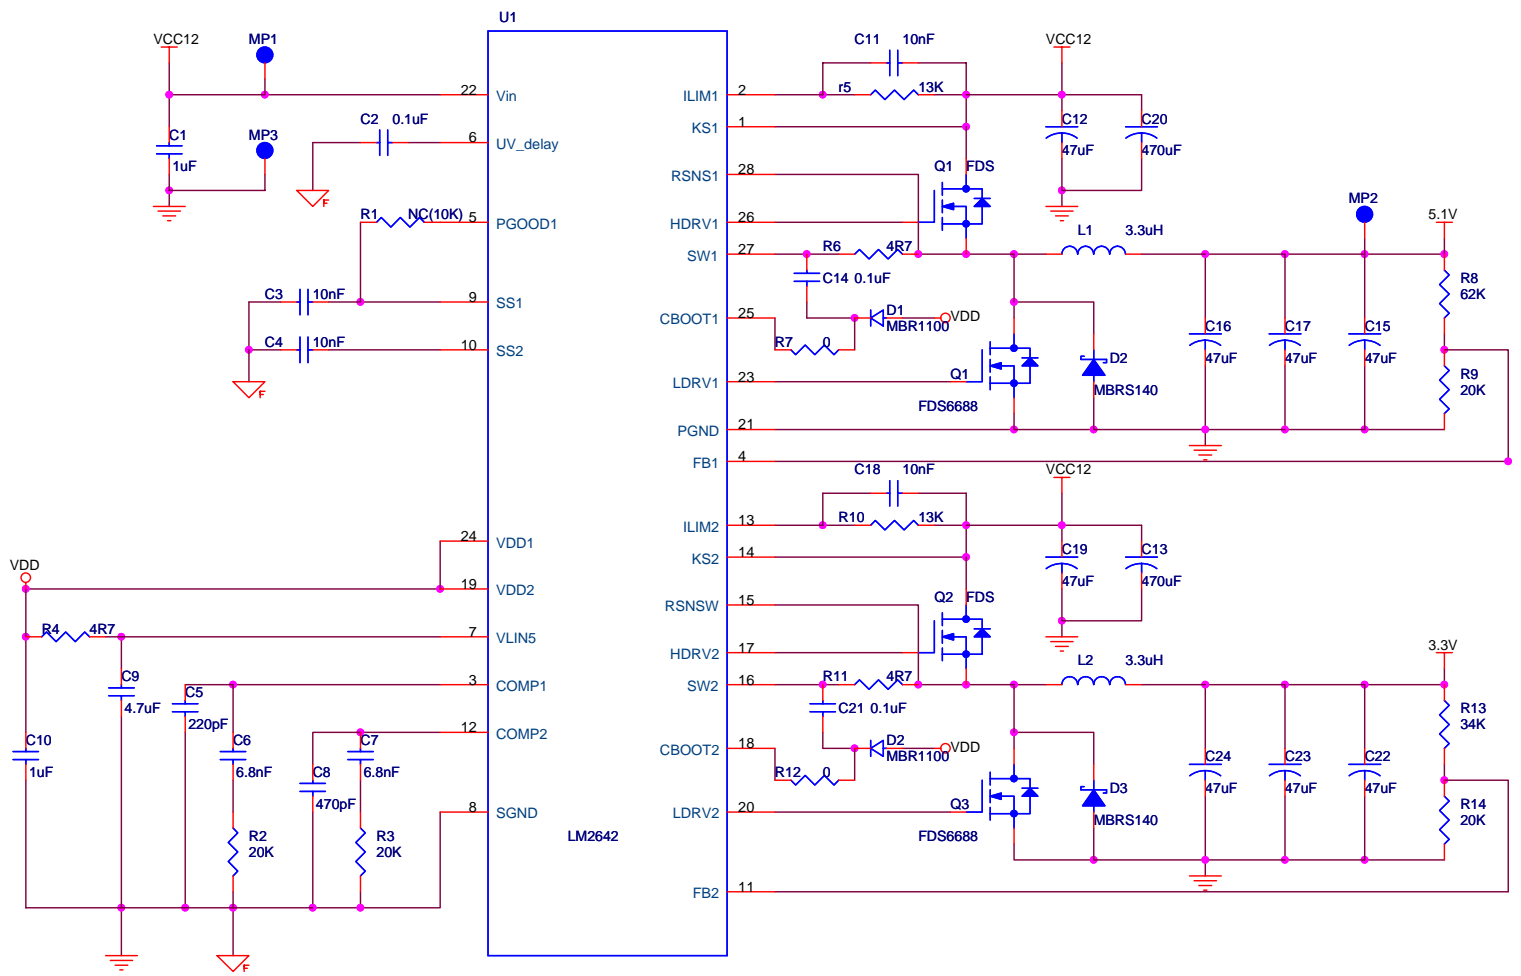 U1
VCC12
MP1
22
Vin
C1
1uF
MP3
C2 0.1uF
6
UV_delay
F
R1 NC(10K)
5
PGOOD1
C3 10nF
9
SS1
C4 10nF
10
SS2
F
24
VDD1
VDD
19
VDD2
R4 4R7
7
VLIN5
C9
4.7uF
3
COMP1
C5
220pF
12
COMP2
C10
1uF
C6
6.8nF
C7
6.8nF
C8
470pF
8
SGND
R2
20K
R3
20K
F
LM2642
C11 10nF
VCC12
ILIM1
2
r5 13K
KS1
1
C12
47uF
C20
470uF
RSNS1
28
Q1 FDS
HDRV1
26
SW1
27
R6 4R7
L1 3.3uH
MP2
5.1V
C14 0.1uF
R8
62K
CBOOT1
25
D1
MBR1100
VDD
R7 0
C16
47uF
C17
47uF
C15
47uF
LDRV1
23
Q1
FDS6688
D2
MBRS140
R9
20K
PGND
21
FB1
4
C18 10nF
VCC12
ILIM2
13
R10 13K
KS2
14
C19
47uF
C13
470uF
RSNSW
15
Q2 FDS
HDRV2
17
SW2
16
R11 4R7
L2 3.3uH
3.3V
C21 0.1uF
R13
34K
CBOOT2
18
D2
MBR1100
VDD
R12 0
C24
47uF
C23
47uF
C22
47uF
LDRV2
20
Q3
FDS6688
D3
MBRS140
R14
20K
FB2
11